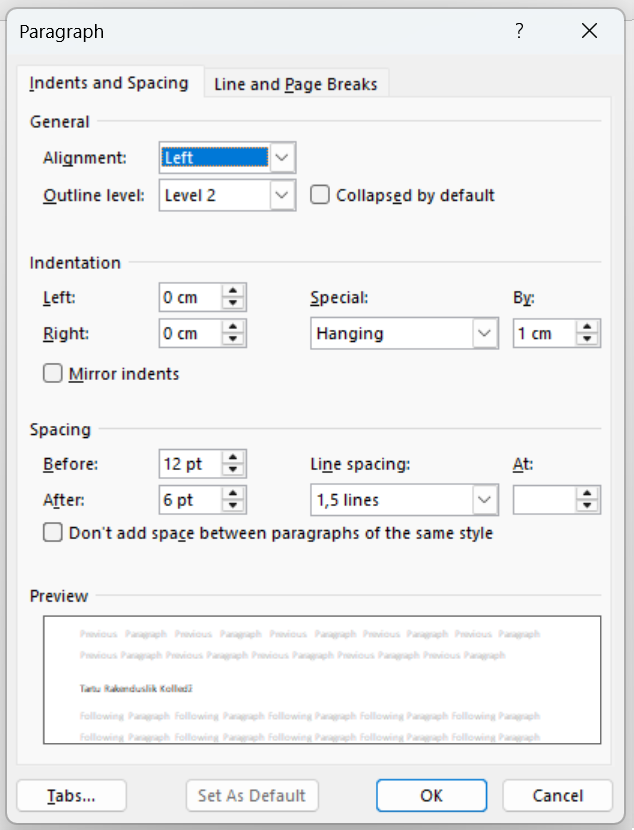 Paragraph ?
Indents and Spacing Line and Page Breaks
General
Alignment: Left
Outline level: Level 2 Collapsed by default
Indentation
Left: 0 cm Special: By:
Right: 0 cm Hanging 1 cm
Mirror indents
Spacing
Before: 12 pt Line spacing: At:
After: 6 pt 1,5 lines
Don't add space between paragraphs of the same style
Preview
Previous Paragraph Previous Paragraph Previous Paragraph Previous Paragraph Previous Paragraph
Previous Paragraph Previous Paragraph Previous Paragraph Previous Paragraph Previous Paragraph
Tartu Rakenduslik Kolledž
Following Paragraph Following Paragraph Following Paragraph Following Paragraph Following Paragraph
Following Paragraph Following Paragraph Following Paragraph Following Paragraph Following Paragraph
Tabs... Set As Default OK Cancel